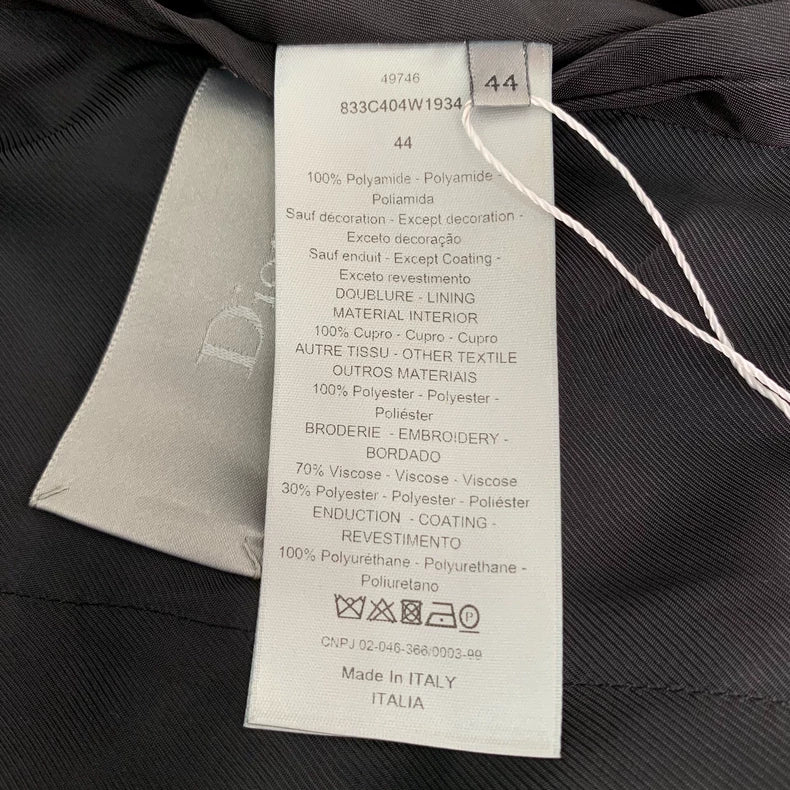 44
49746
833C404W1934
44
100% Polyamide - Polyamide -
Poliamida
Sauf décoration - Except decoration -
Exceto decoração
Sauf enduit - Except Coating -
Exceto revestimento
DOUBLURE - LINING
MATERIAL INTERIOR
100% Cupro - Cupro - Cupro
AUTRE TISSU - OTHER TEXTILE
OUTROS MATERIAIS
100% Polyester - Polyester -
Poliéster
BRODERIE - EMBROIDERY -
BORDADO
70% Viscose - Viscose - Viscose
30% Polyester - Polyester - Poliéster
ENDUCTION - COATING -
REVESTIMENTO
100% Polyuréthane - Polyurethane -
Poliuretano
P
CNPJ 02-046-366/0003-99
Made In ITALY
ITALIA
Dio